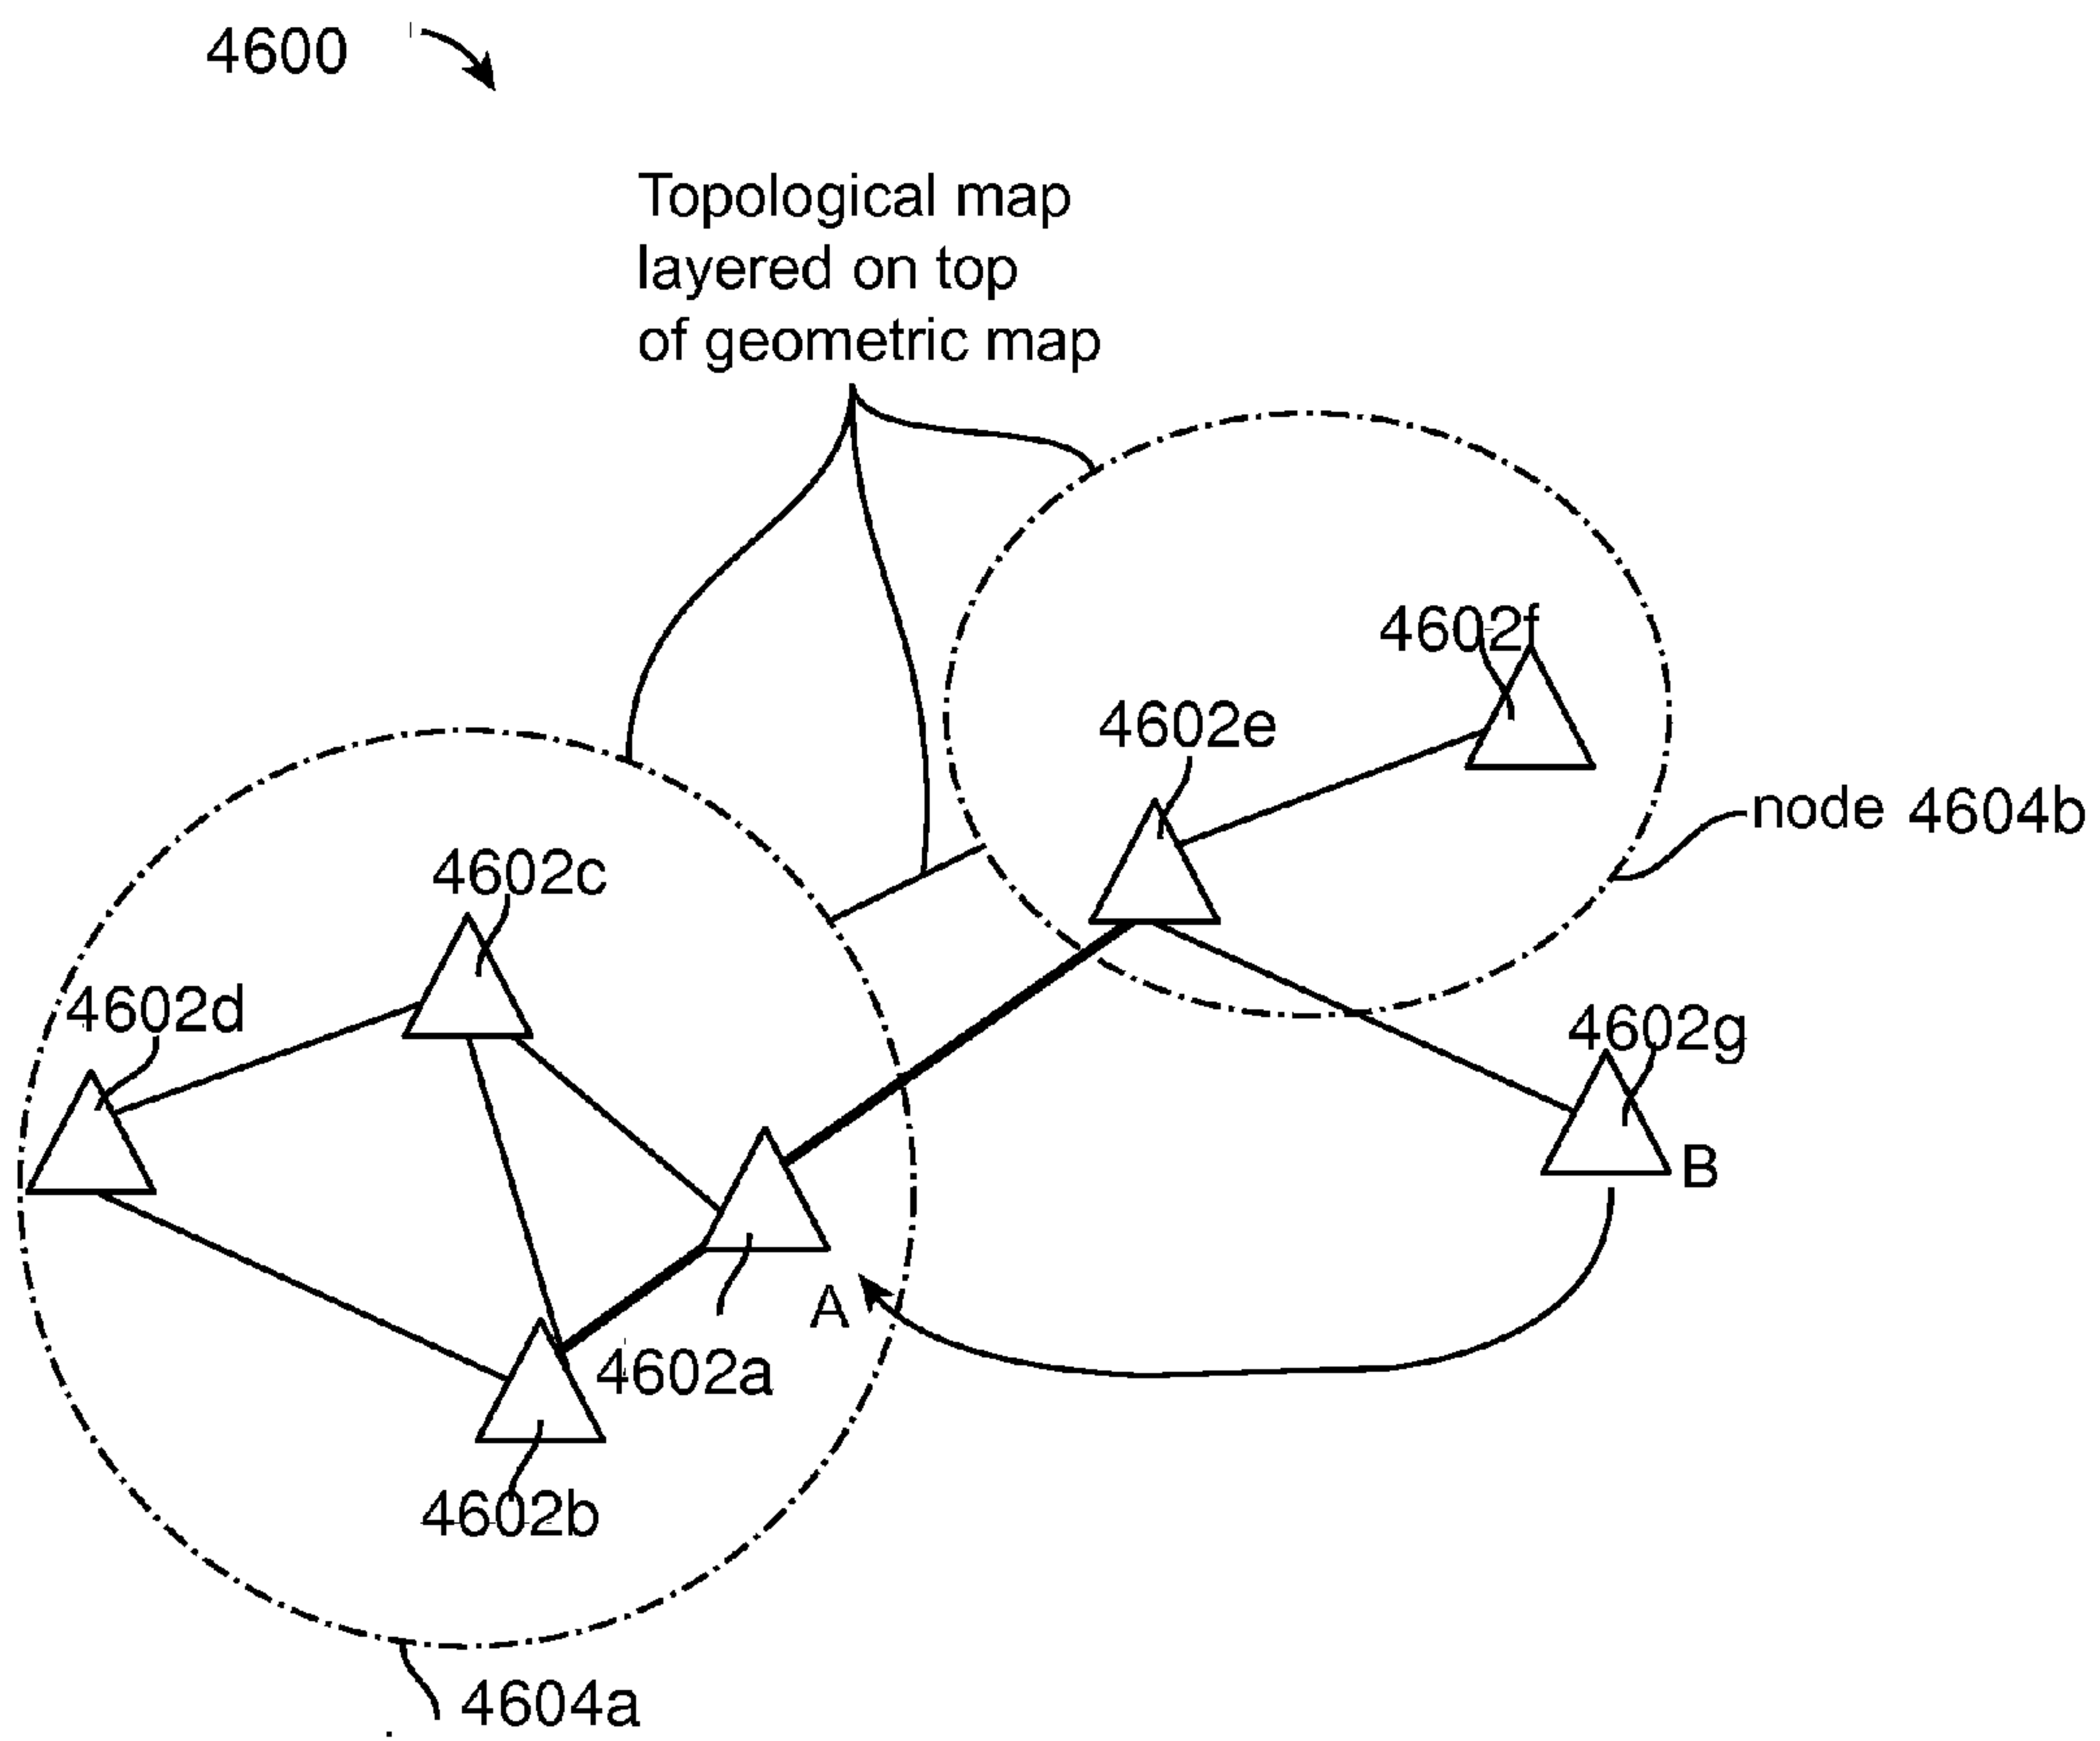 4600
Topological map
layered on top
of geometric map
4602f
4602e
node 4604b
4602c
4602d
4602g
B
A
4602a
4602b
4604a